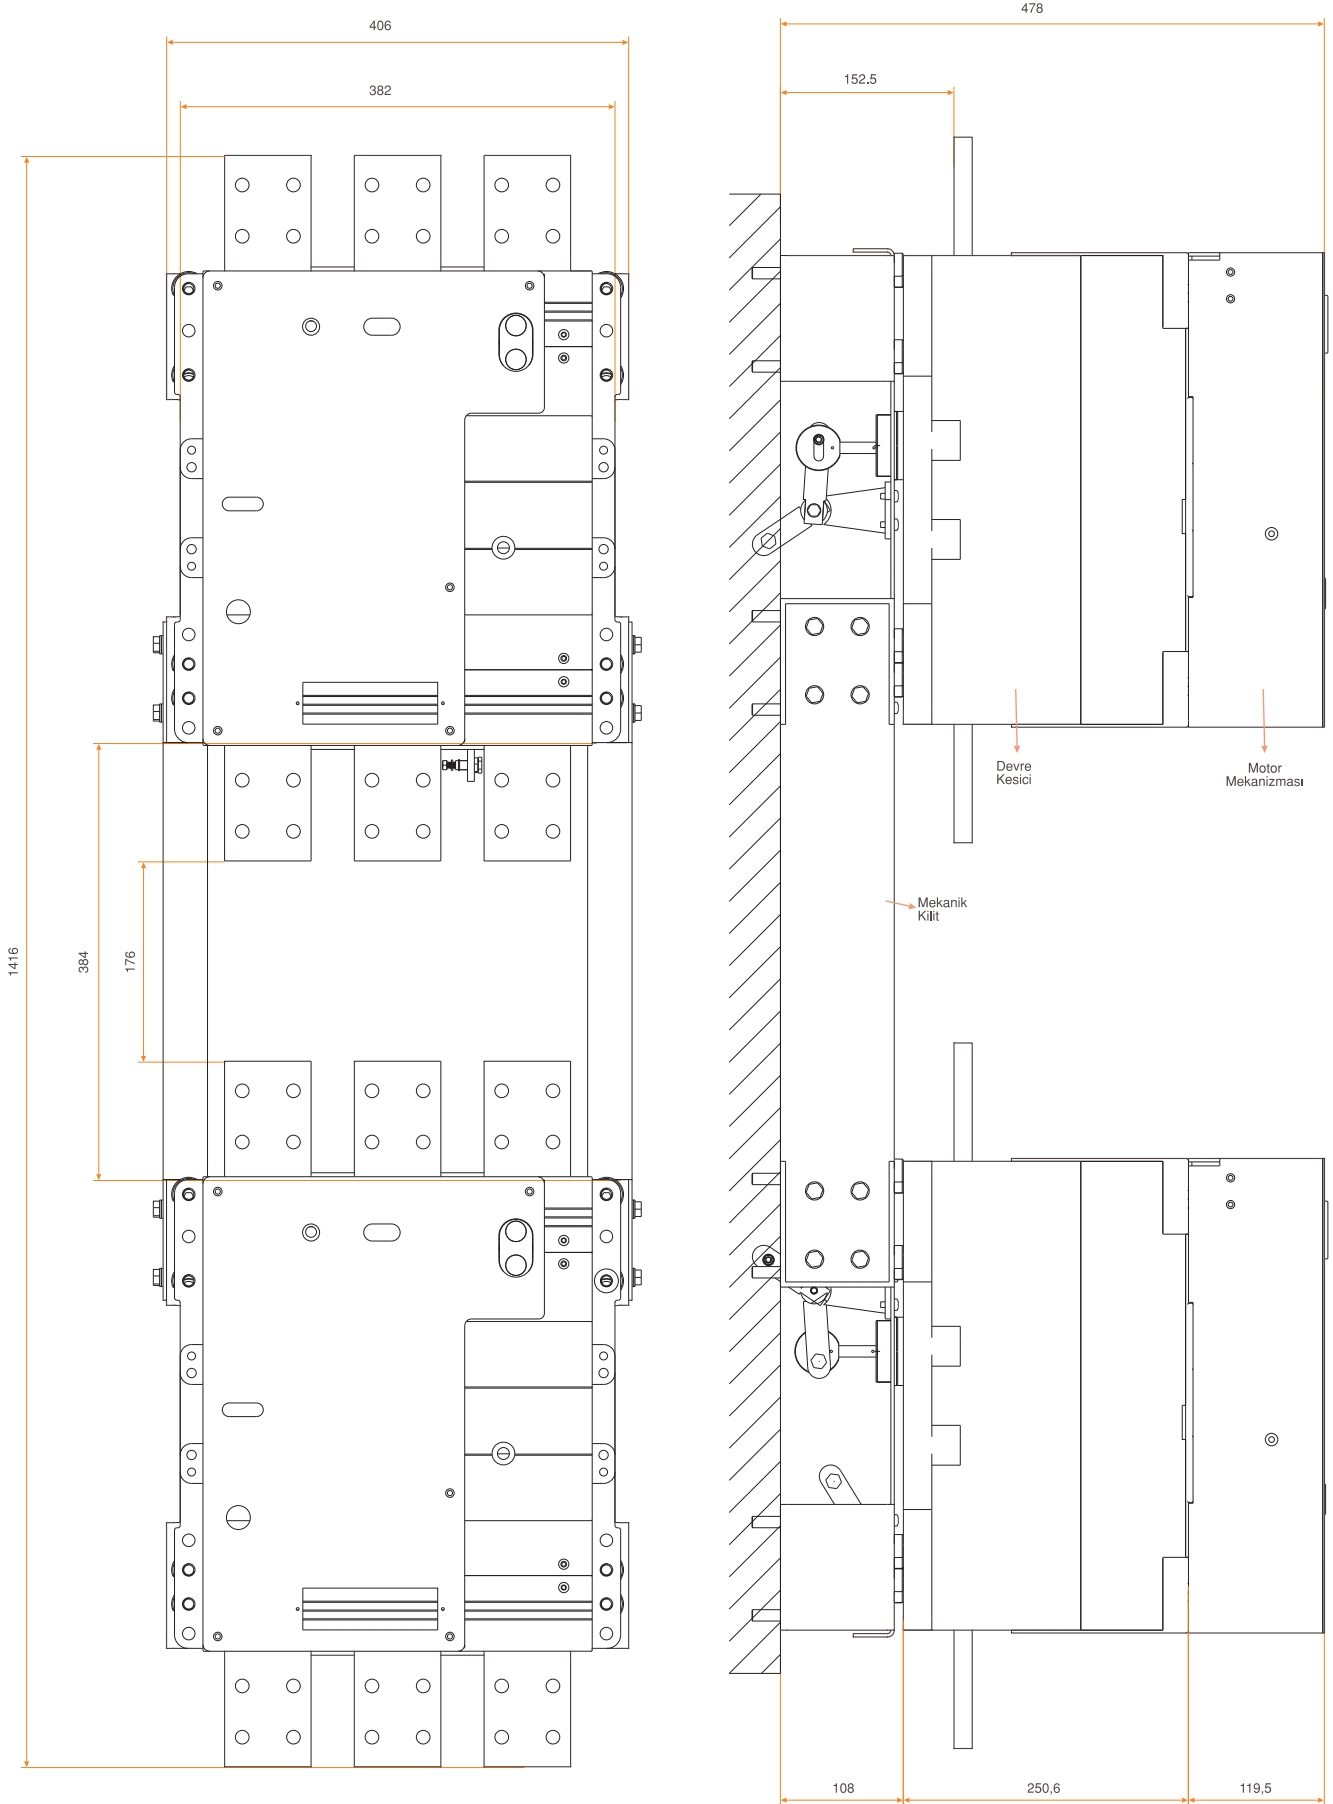 478
406
152.5
382
Devre
Kesici
Motor
Mekanizması
Mekanik
Kilit
1416
384
176
108
250,6
119,5